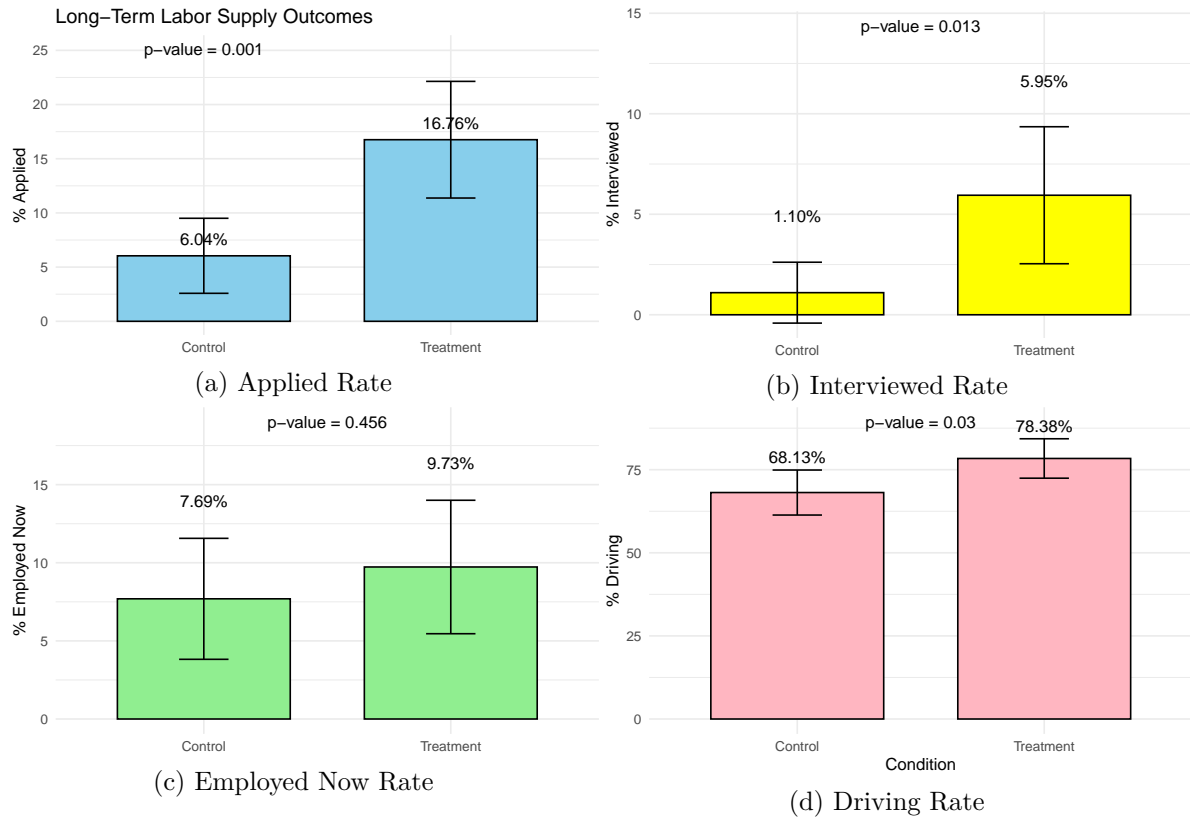 Long−Term Labor Supply Outcomes
p−value = 0.001
25
20
15
10
5
0
% Applied
6.04%
16.76%
Control
Treatment
(a) Applied Rate
p−value = 0.013
15
10
5
0
% Interviewed
1.10%
5.95%
Control
Treatment
(b) Interviewed Rate
p−value = 0.456
15
10
5
0
% Employed Now
7.69%
9.73%
Control
Treatment
(c) Employed Now Rate
p−value = 0.03
75
50
25
0
% Driving
68.13%
78.38%
Control
Treatment
Condition
(d) Driving Rate